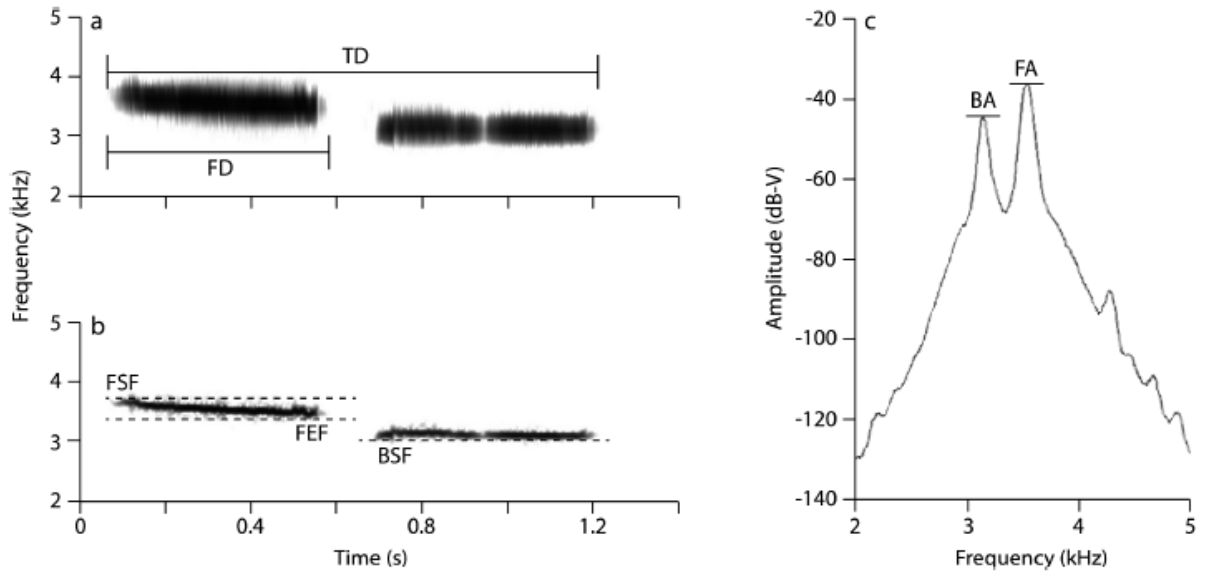 a
5
4
3
2
TD
FD
Frequency (kHz)
b
5
4
3
2
FSF
FEF
BSF
0
0.4
0.8
1.2
Time (s)
c
-20
-40
-60
-80
-100
-120
-140
BA
FA
Amplitude (dB-V)
2
3
4
5
Frequency (kHz)